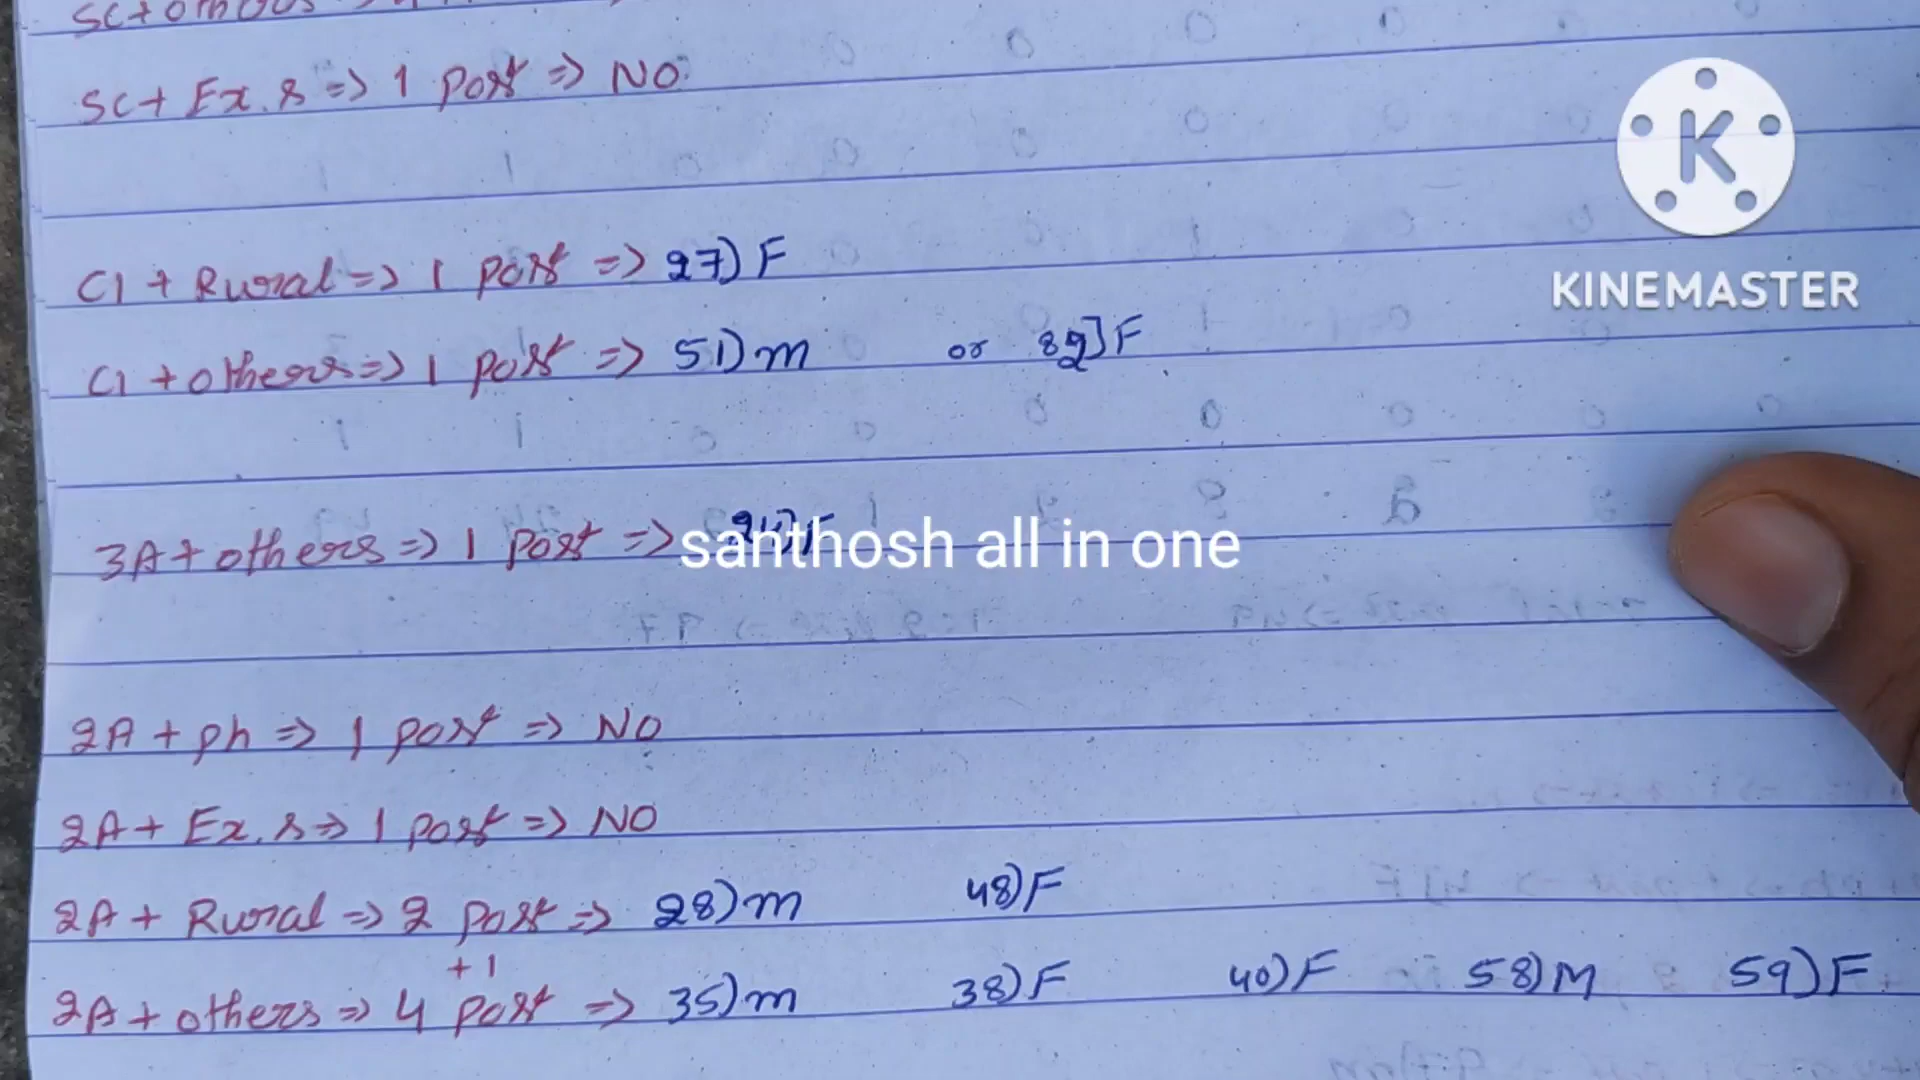 SC+
SC+ Ex.s => 1 post => NO
C1 + Rural => 1 post => 27) F
C1 + others => 1 post => 51) m or 89] F
3A + others => 1 post => F
santhosh all in one
2A + ph => 1 post => NO
2A + Ex.s => 1 post => NO
2A + Rural => 2 post => 28) m 48) F
+1
2A + others => 4 post => 35) m 38) F 40) F 58) M 59) F
K
KINEMASTER